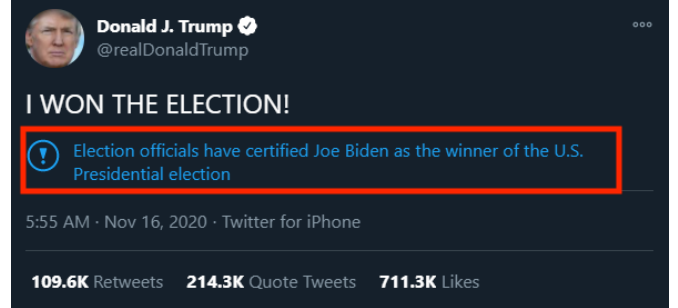 Donald J. Trump
@realDonaldTrump
I WON THE ELECTION!
Election officials have certified Joe Biden as the winner of the U.S.
Presidential election
5:55 AM · Nov 16, 2020 · Twitter for iPhone
109.6K Retweets 214.3K Quote Tweets 711.3K Likes